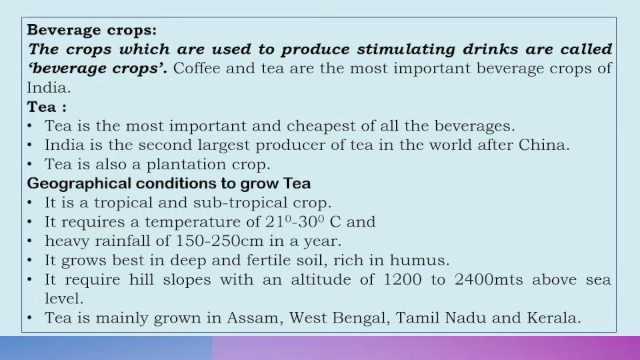 Beverage crops:
The crops which are used to produce stimulating drinks are called
‘beverage crops’. Coffee and tea are the most important beverage crops of
India.
Tea :
• Tea is the most important and cheapest of all the beverages.
• India is the second largest producer of tea in the world after China.
• Tea is also a plantation crop.
Geographical conditions to grow Tea
• It is a tropical and sub-tropical crop.
• It requires a temperature of 21⁰-30⁰ C and
• heavy rainfall of 150-250cm in a year.
• It grows best in deep and fertile soil, rich in humus.
• It require hill slopes with an altitude of 1200 to 2400mts above sea
level.
• Tea is mainly grown in Assam, West Bengal, Tamil Nadu and Kerala.